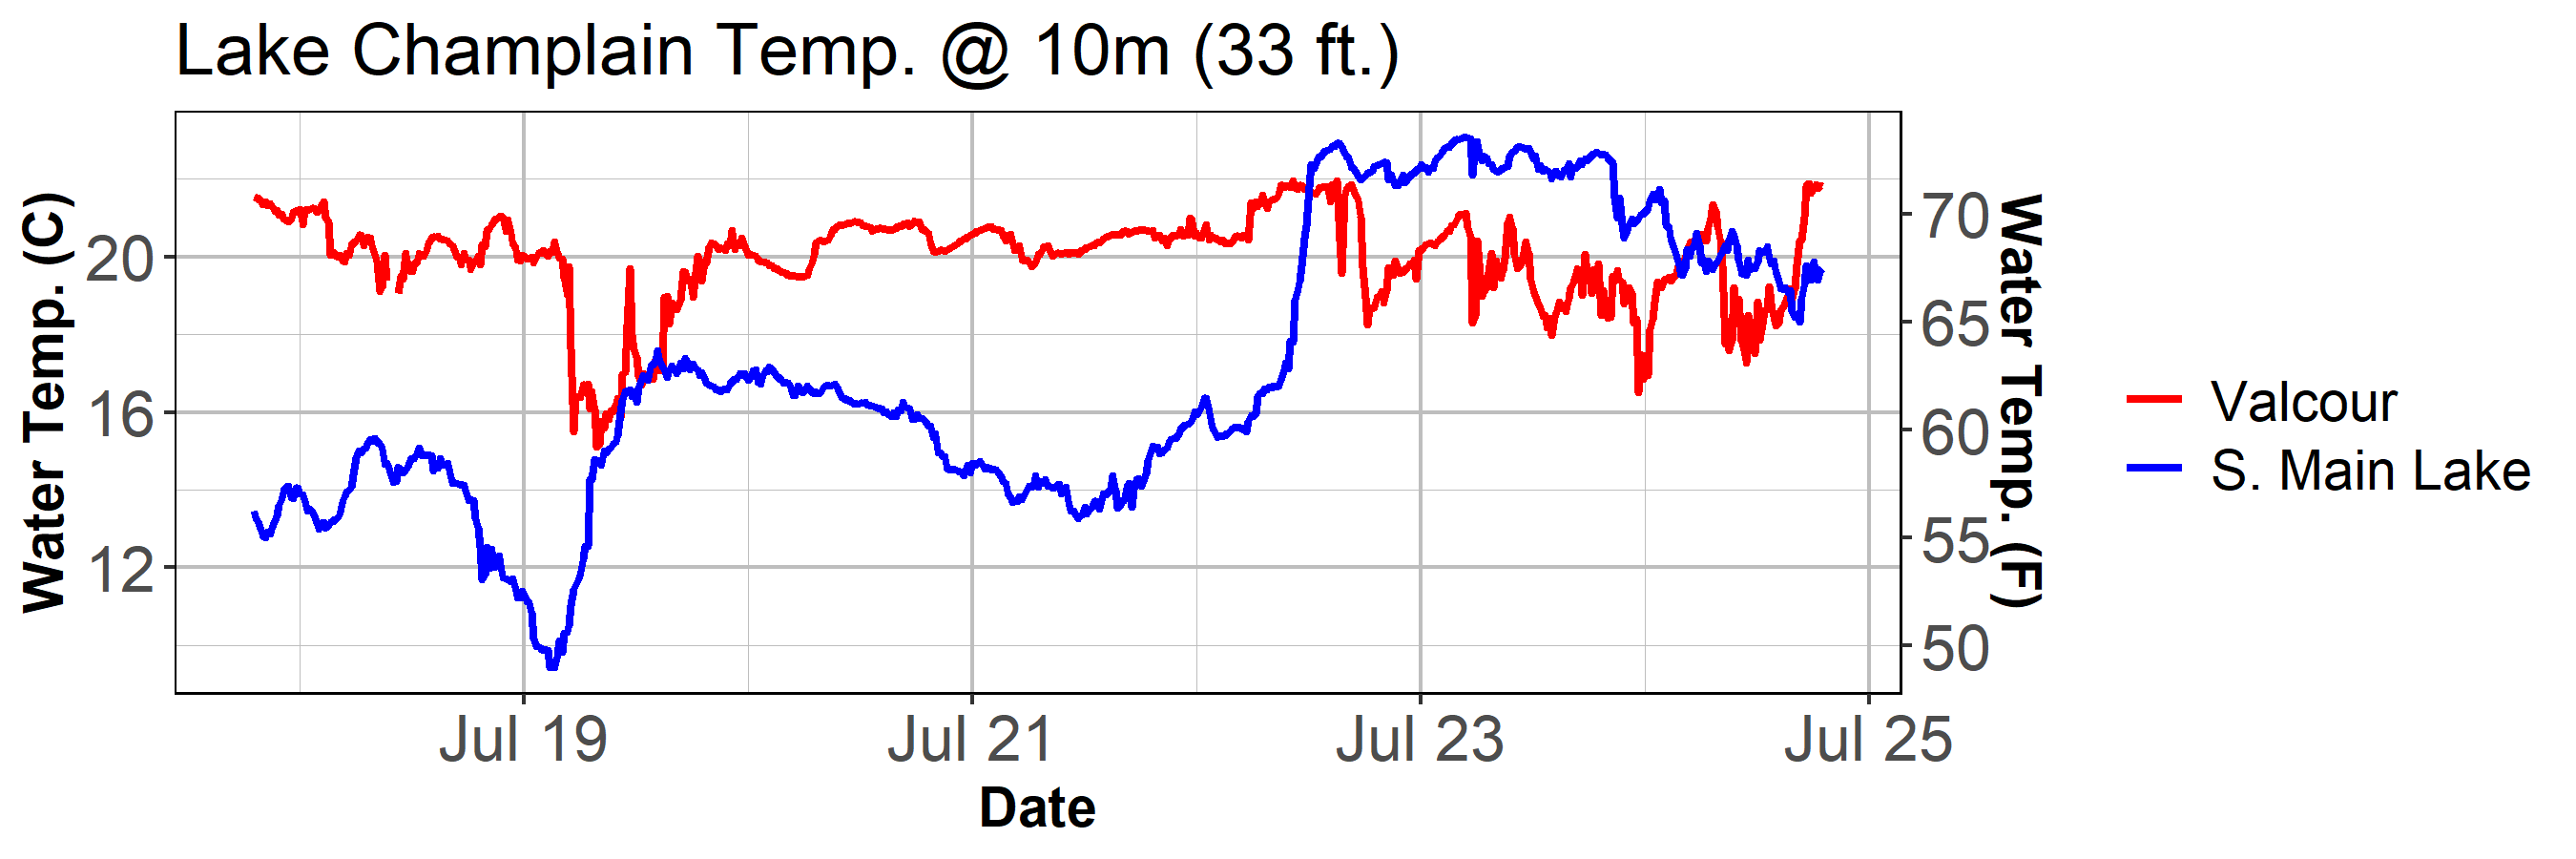 Lake Champlain Temp. @ 10m (33 ft.)
Water Temp. (C)
20
16
12
70
65
60
55
50
Water Temp. (F)
Jul 19
Jul 21
Jul 23
Jul 25
Date
Valcour
S. Main Lake